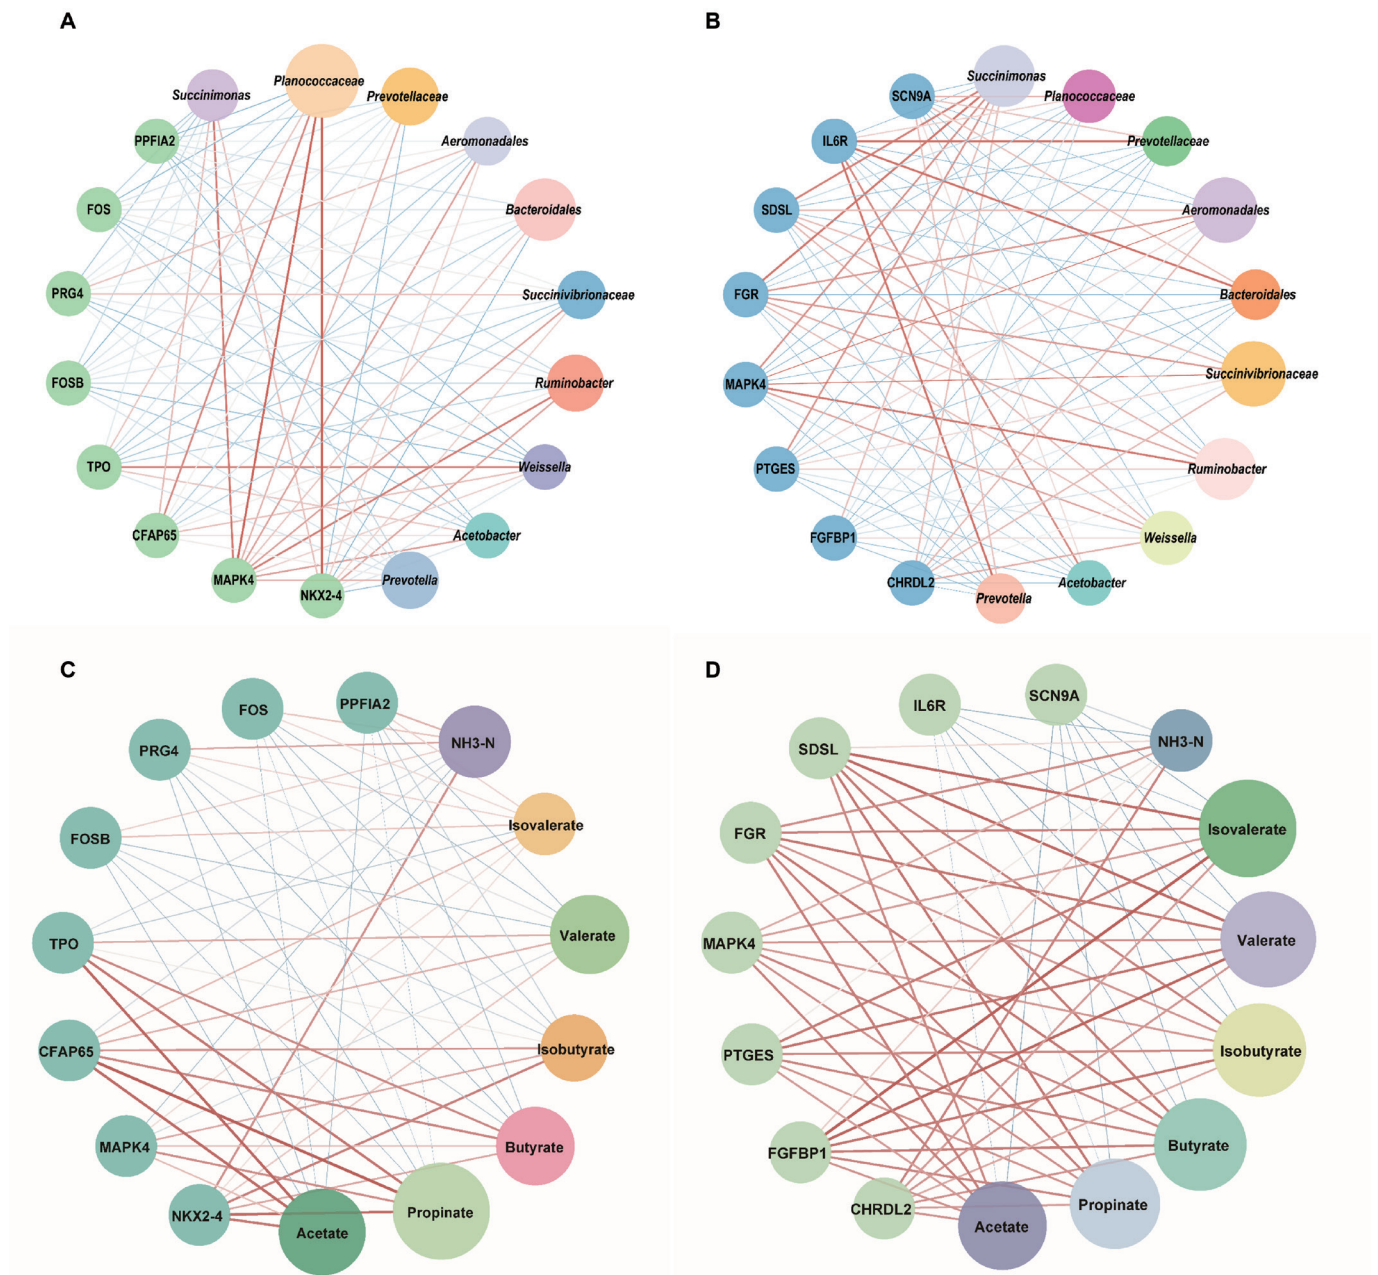 A
B
Planococcaceae
Succinimonas
Prevotellaceae
PPFIA2
Aeromonadales
FOS
Bacteroidales
PRG4
Succinivibrionaceae
FOSB
Ruminobacter
TPO
Weissella
CFAP65
Acetobacter
MAPK4
NKX2-4
Prevotella
Succinimonas
SCN9A
Planococcaceae
IL6R
Prevotellaceae
SDSL
Aeromonadales
FGR
Bacteroidales
MAPK4
Succinivibrionaceae
PTGES
Ruminobacter
FGFBP1
Weissella
CHRDL2
Prevotella
Acetobacter
C
D
FOS
PPFIA2
PRG4
NH3-N
FOSB
Isovalerate
TPO
Valerate
CFAP65
Isobutyrate
MAPK4
Butyrate
NKX2-4
Acetate
Propinate
IL6R
SCN9A
SDSL
NH3-N
FGR
Isovalerate
MAPK4
Valerate
PTGES
Isobutyrate
FGFBP1
Butyrate
CHRDL2
Acetate
Propinate